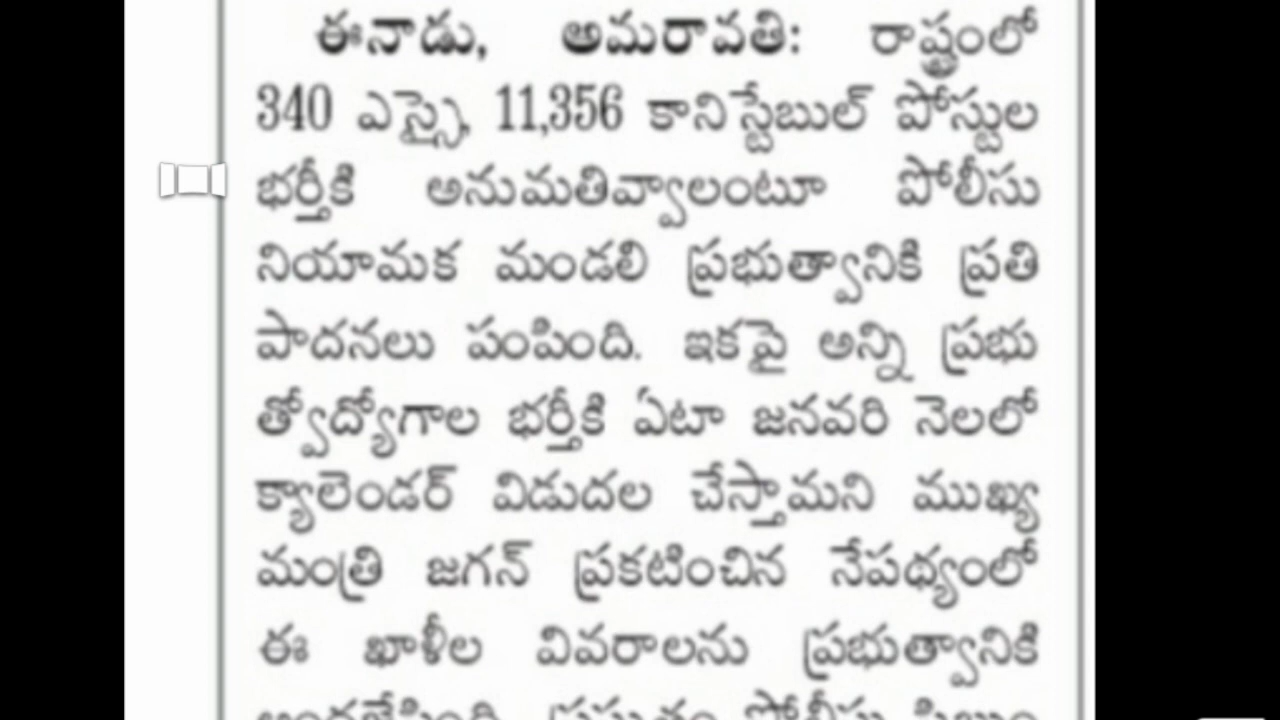 ఈనాడు, అమరావతి: రాష్ట్రంలో
340 ఎస్సై, 11,356 కానిస్టేబుల్ పోస్టుల
భర్తీకి అనుమతివ్వాలంటూ పోలీసు
నియామక మండలి ప్రభుత్వానికి ప్రతి
పాదనలు పంపింది. ఇకపై అన్ని ప్రభు
త్వోద్యోగాల భర్తీకి ఏటా జనవరి నెలలో
క్యాలెండర్ విడుదల చేస్తామని ముఖ్య
మంత్రి జగన్ ప్రకటించిన నేపథ్యంలో
ఈ ఖాళీల వివరాలను ప్రభుత్వానికి